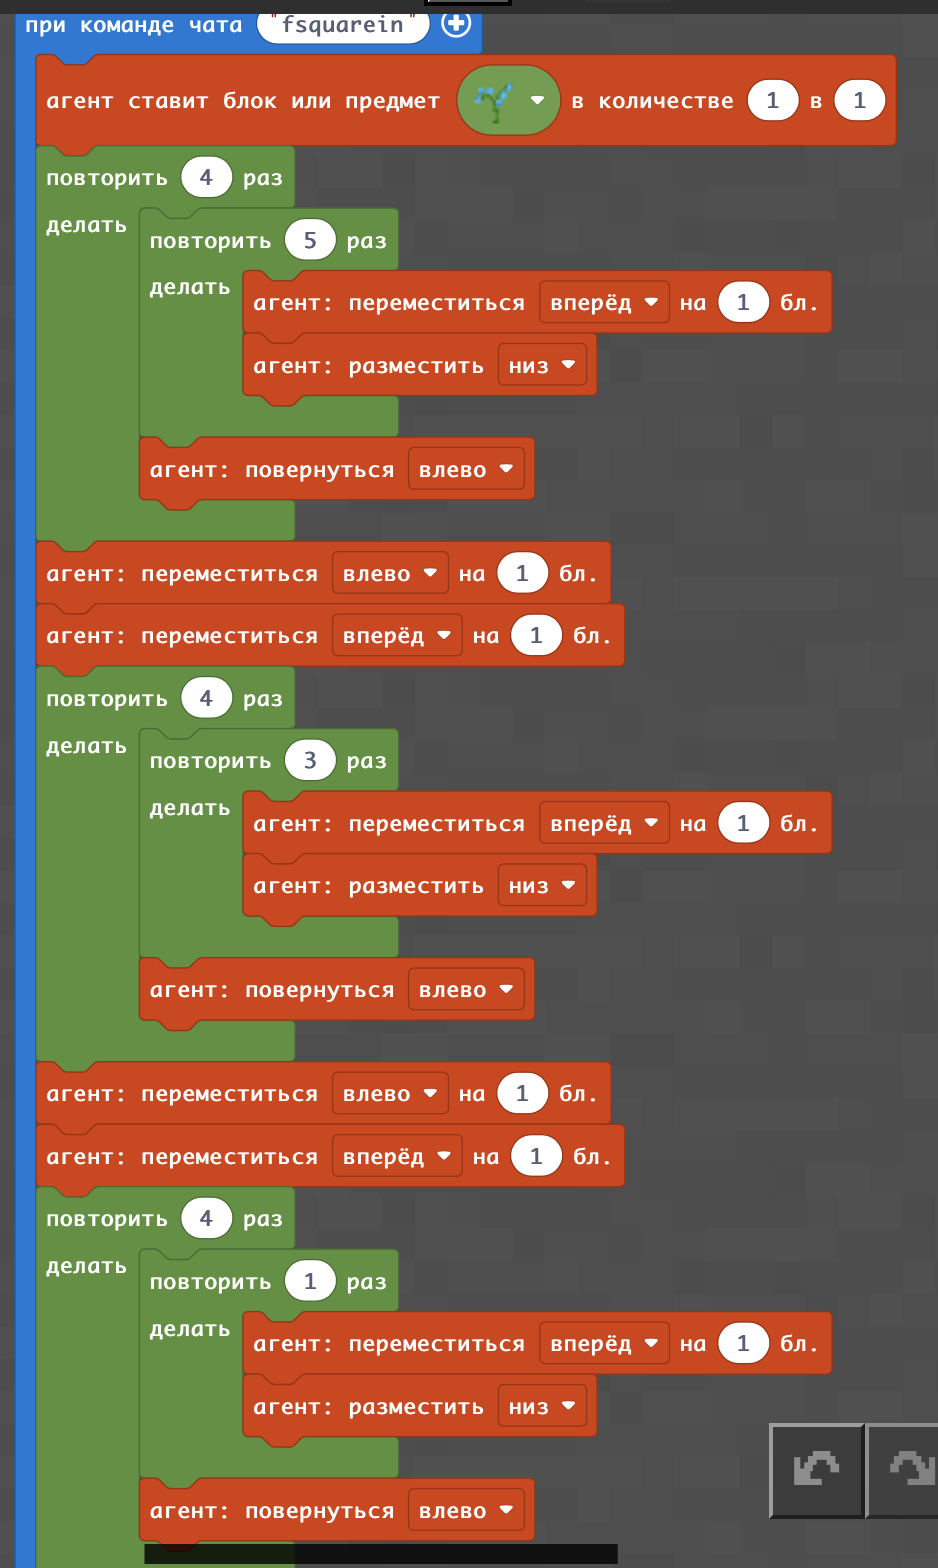 при команде чата "fsquarein"
агент ставит блок или предмет в количестве 1 в 1
повторить 4 раз
делать
повторить 5 раз
делать
агент: переместиться вперёд на 1 бл.
агент: разместить низ
агент: повернуться влево
агент: переместиться влево на 1 бл.
агент: переместиться вперёд на 1 бл.
повторить 4 раз
делать
повторить 3 раз
делать
агент: переместиться вперёд на 1 бл.
агент: разместить низ
агент: повернуться влево
агент: переместиться влево на 1 бл.
агент: переместиться вперёд на 1 бл.
повторить 4 раз
делать
повторить 1 раз
делать
агент: переместиться вперёд на 1 бл.
агент: разместить низ
агент: повернуться влево